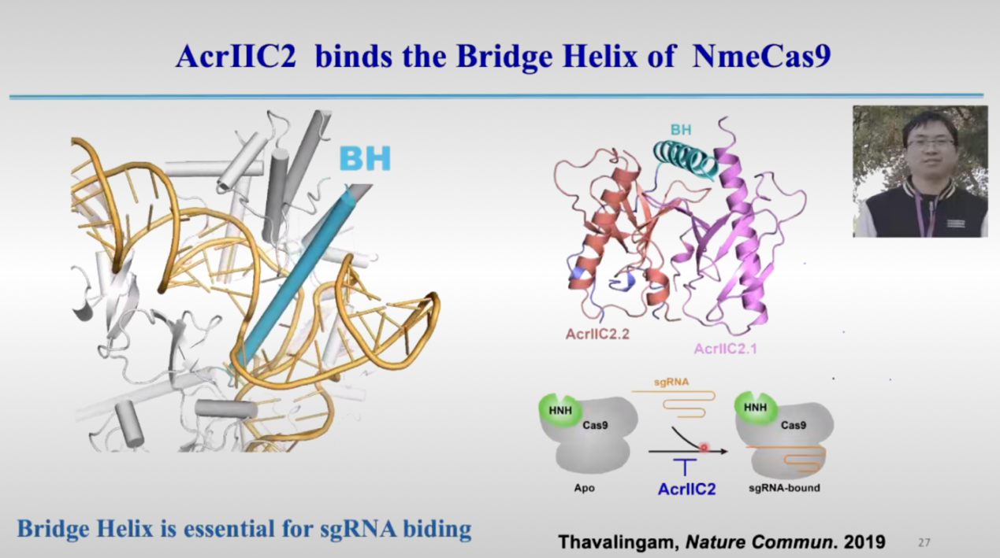 AcrIIC2 binds the Bridge Helix of NmeCas9
BH
BH
AcrIIC2.2
AcrIIC2.1
sgRNA
HNH
Cas9
HNH
Cas9
Apo
AcrIIC2
sgRNA-bound
Bridge Helix is essential for sgRNA biding
Thavalingam, Nature Commun. 2019
27